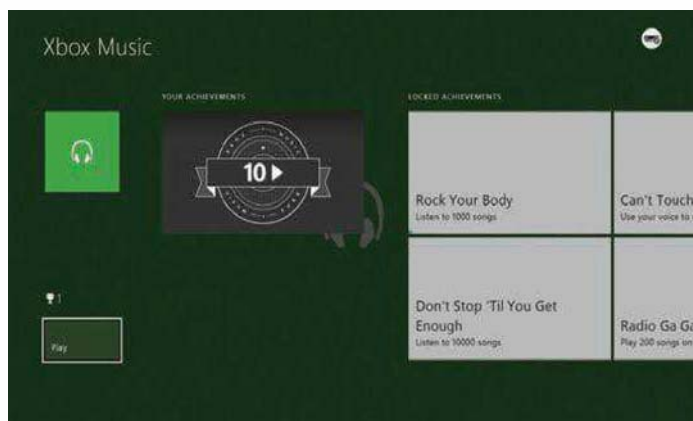 Xbox Music
YOUR ACHIEVEMENTS
10
1
Play
LOCKED ACHIEVEMENTS
Rock Your Body
Listen to 1000 songs
Can't Touch
Use your voice to
Don't Stop 'Til You Get
Enough
Listen to 10000 songs
Radio Ga Ga
Play 200 songs on